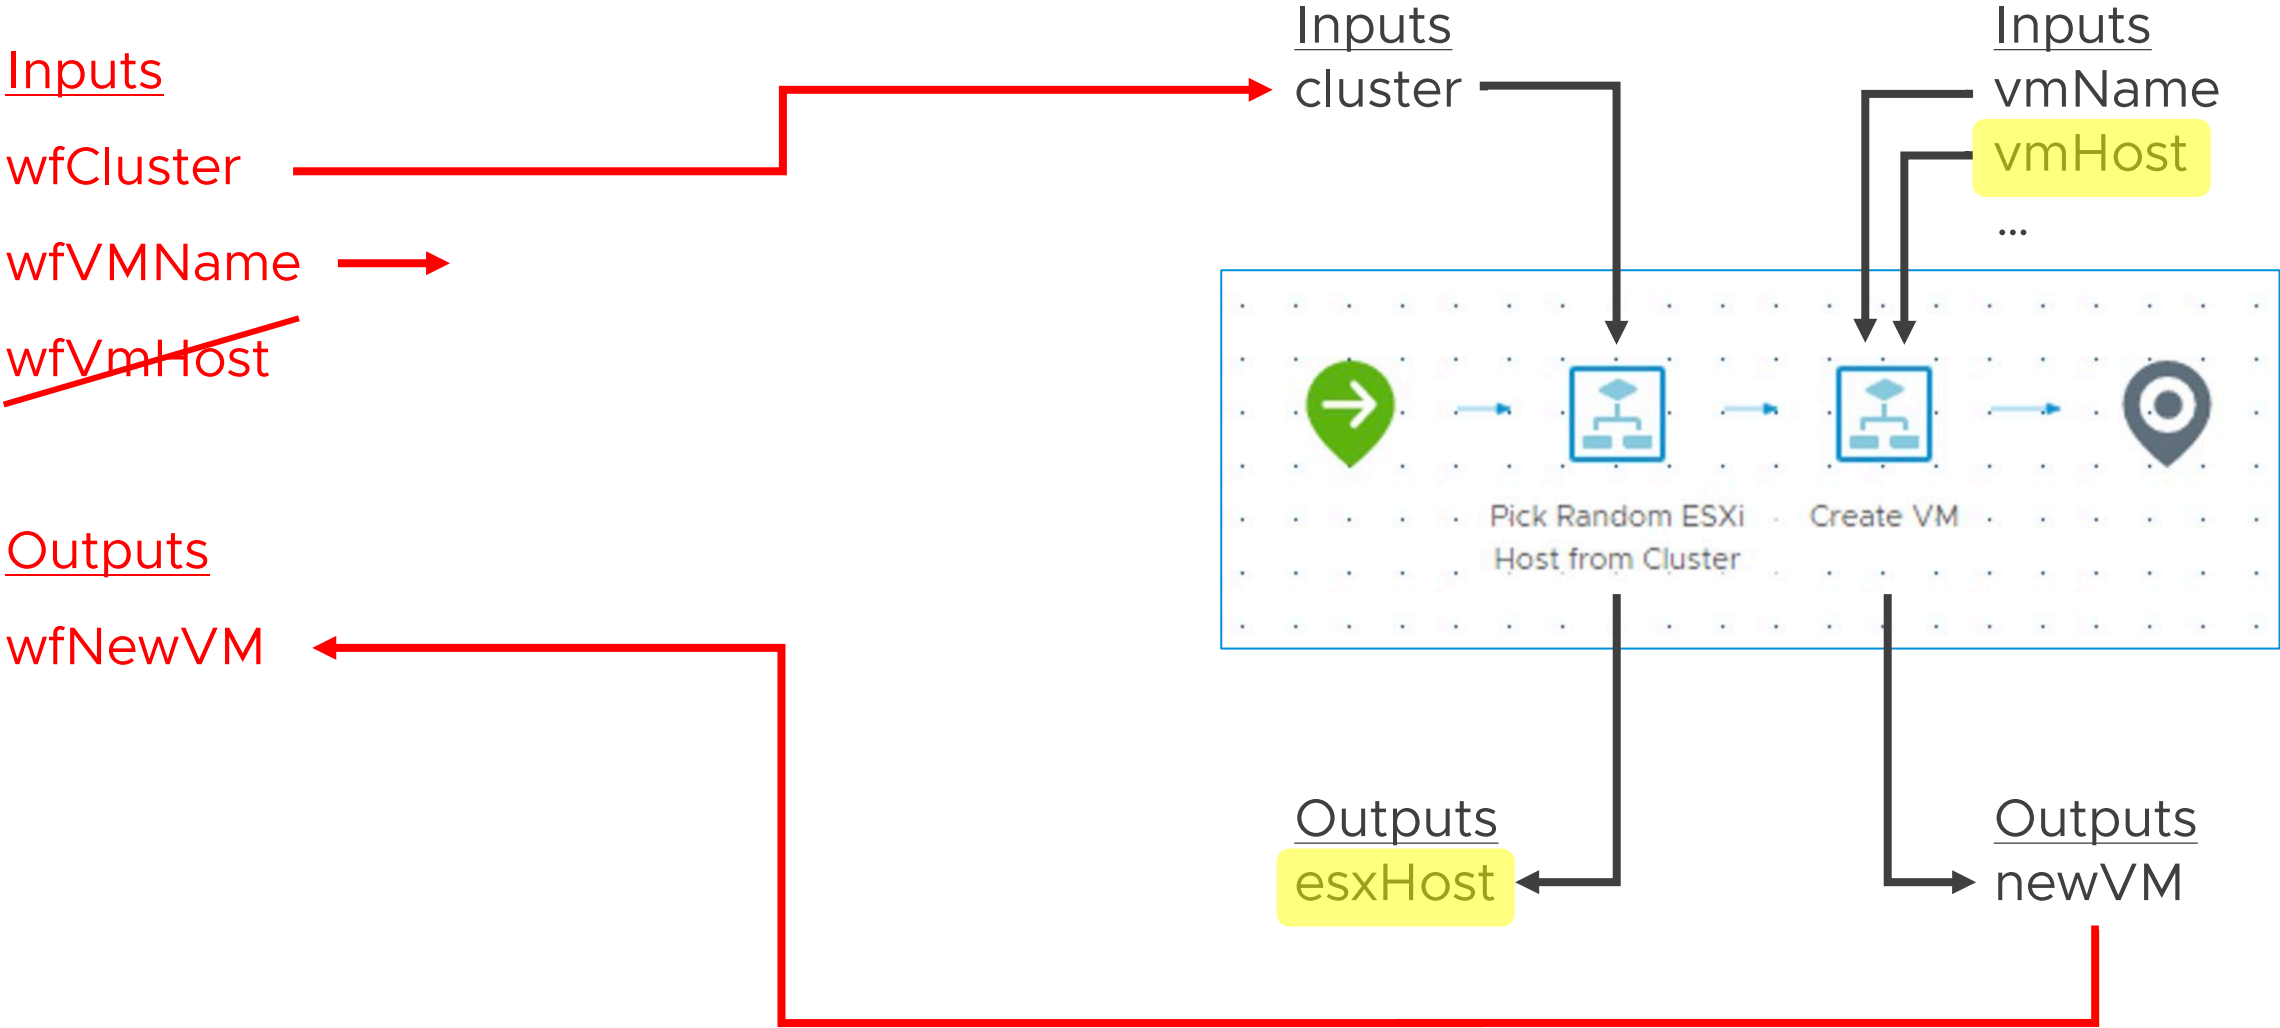 Inputs
wfCluster
wfVMName
wfVmHost
Outputs
wfNewVM
Inputs
cluster
Inputs
vmName
vmHost
...
Pick Random ESXi
Host from Cluster
Create VM
Outputs
esxHost
Outputs
newVM